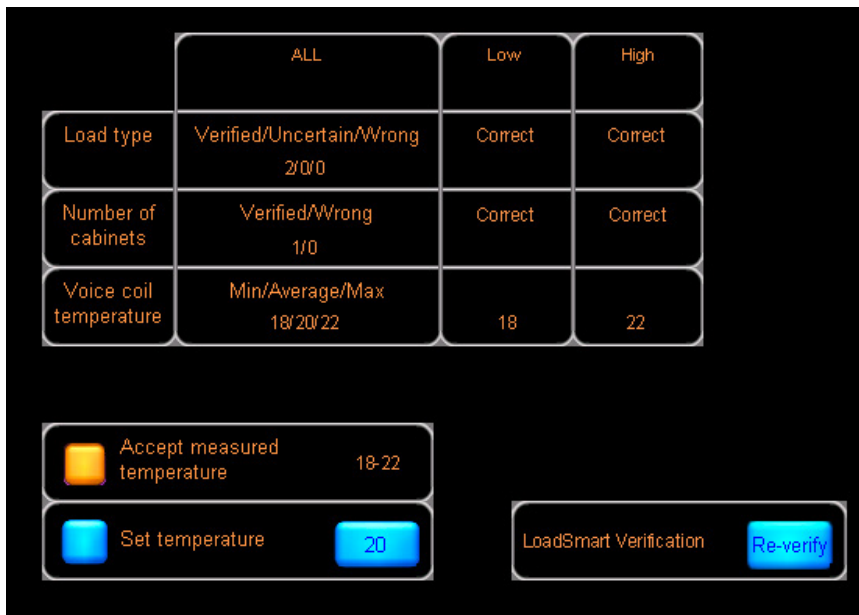 ALL Low High
Load type Verified/Uncertain/Wrong Correct Correct
2/0/0
Number of Verified/Wrong Correct Correct
cabinets 1/0
Voice coil Min/Average/Max
temperature 18/20/22 18 22
Accept measured
temperature 18-22
Set temperature 20
LoadSmart Verification Re-verify